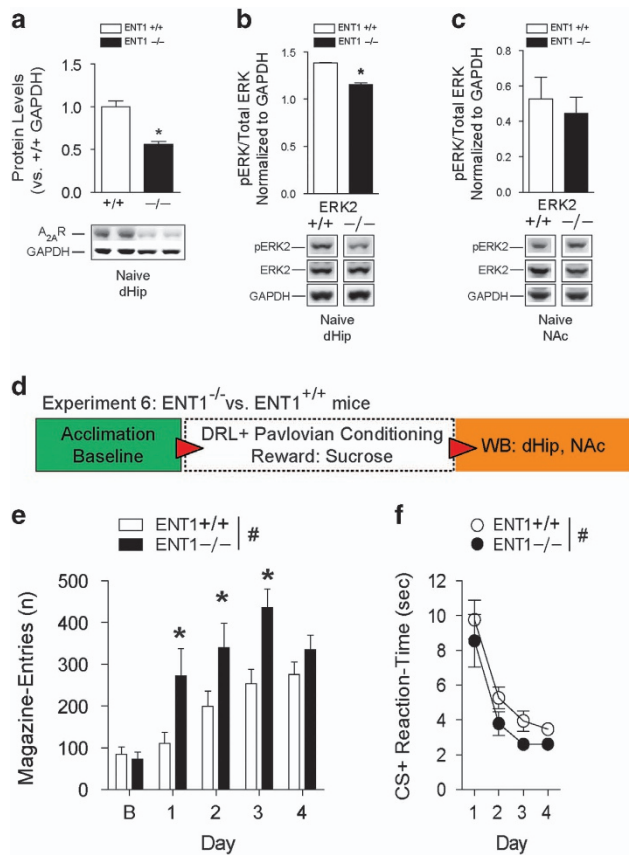 a
ENT1 +/+
ENT1 −/−
Protein Levels
(vs. +/+ GAPDH)
1.5
1.0
0.5
0.0
*
+/+
−/−
A2AR
GAPDH
Naive
dHip
b
ENT1 +/+
ENT1 −/−
pERK/Total ERK
Normalized to GAPDH
1.5
1.0
0.5
0.0
*
ERK2
+/+ −/−
pERK2
ERK2
GAPDH
Naive
dHip
c
ENT1 +/+
ENT1 −/−
pERK/Total ERK
Normalized to GAPDH
0.8
0.6
0.4
0.2
0.0
ERK2
+/+ −/−
pERK2
ERK2
GAPDH
Naive
NAc
d
Experiment 6: ENT1−/− vs. ENT1+/+ mice
Acclimation
Baseline
DRL+ Pavlovian Conditioning
Reward: Sucrose
WB: dHip, NAc
e
ENT1+/+
ENT1−/−
#
Magazine-Entries (n)
500
400
300
200
100
0
*
*
*
B 1 2 3 4
Day
f
ENT1+/+
ENT1−/−
#
CS+ Reaction-Time (sec)
12
10
8
6
4
2
0
1 2 3 4
Day